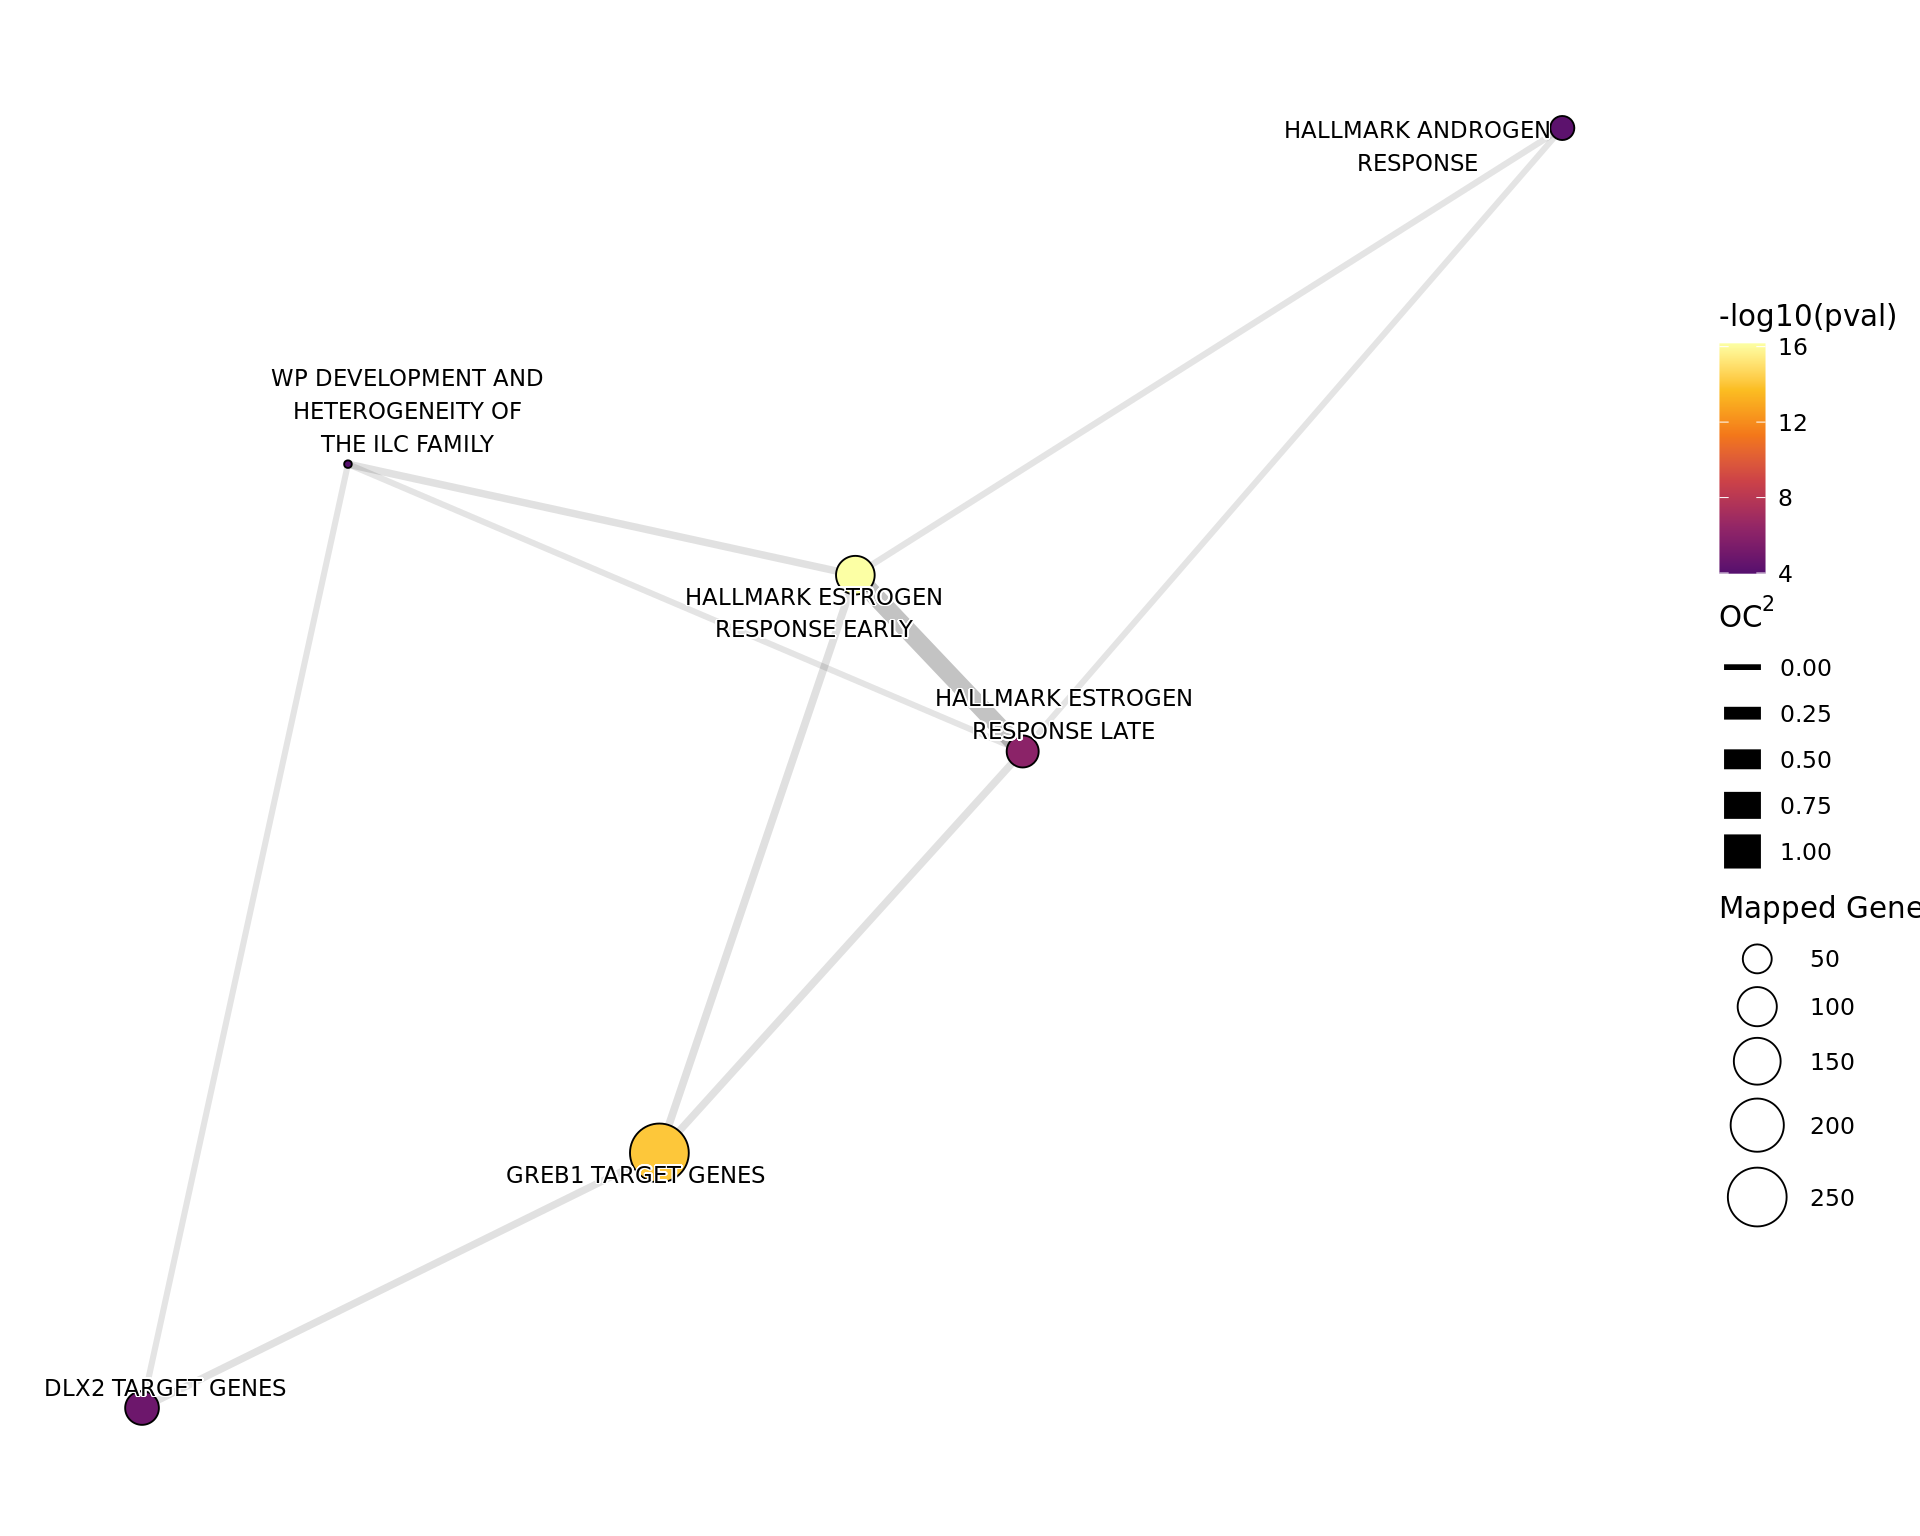 HALLMARK ANDROGEN
RESPONSE
WP DEVELOPMENT AND
HETEROGENEITY OF
THE ILC FAMILY
HALLMARK ESTROGEN
RESPONSE EARLY
HALLMARK ESTROGEN
RESPONSE LATE
GREB1 TARGET GENES
DLX2 TARGET GENES
-log10(pval)
16
12
8
4
OC²
0.00
0.25
0.50
0.75
1.00
Mapped Gene
50
100
150
200
250